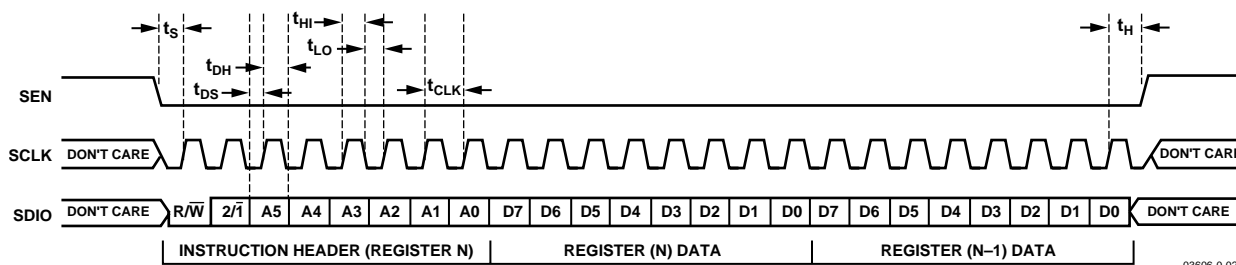 tS
tHI
tH
tLO
tDH
tCLK
tDS
SEN
SCLK DON'T CARE DON'T CARE
SDIO DON'T CARE R/W̅ 2/1̅ A5 A4 A3 A2 A1 A0 D7 D6 D5 D4 D3 D2 D1 D0 D7 D6 D5 D4 D3 D2 D1 D0 DON'T CARE
INSTRUCTION HEADER (REGISTER N) REGISTER (N) DATA REGISTER (N–1) DATA